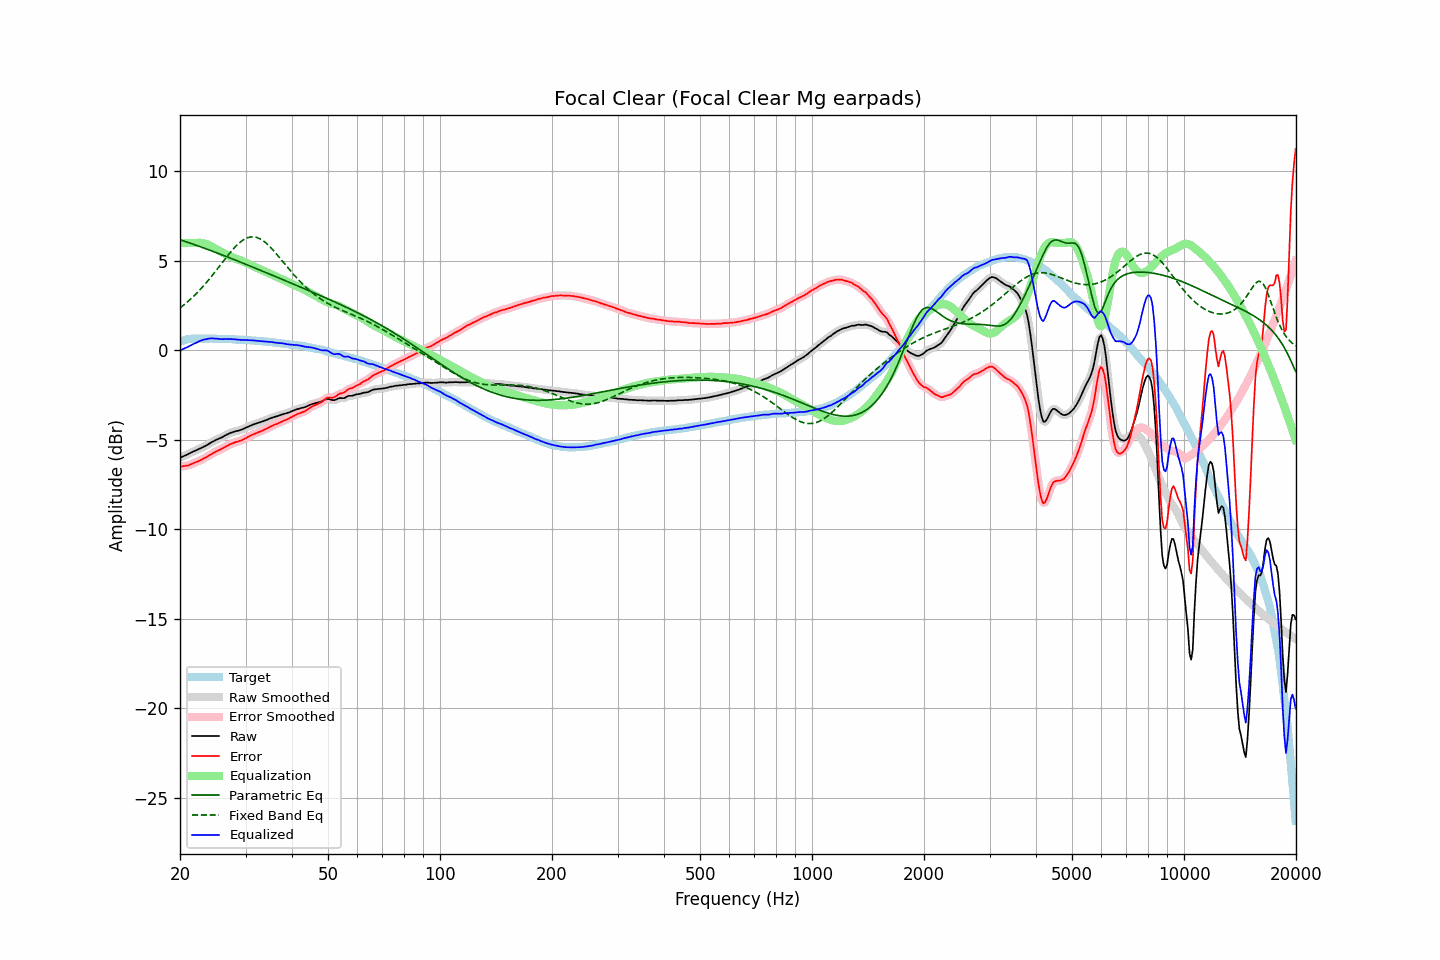 Focal Clear (Focal Clear Mg earpads)
Amplitude (dBr)
10
5
0
−5
−10
−15
−20
−25
Target
Raw Smoothed
Error Smoothed
Raw
Error
Equalization
Parametric Eq
Fixed Band Eq
Equalized
20 50 100 200 500 1000 2000 5000 10000 20000
Frequency (Hz)